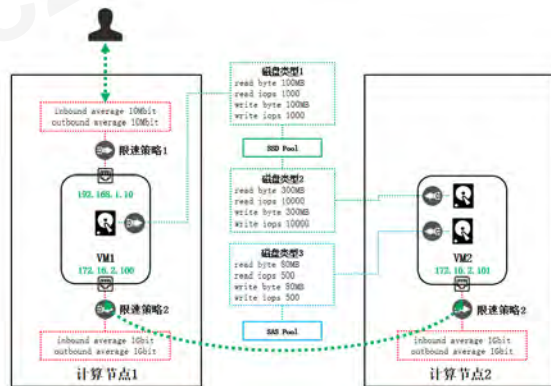 inbound average 10Mbit
outbound average 10Mbit
限速策略1
192.168.1.10
VM1
172.16.2.100
限速策略2
inbound average 1Gbit
outbound average 1Gbit
计算节点1
磁盘类型1
read byte 100MB
read iops 1000
write byte 100MB
write iops 1000
SSD Pool
磁盘类型2
read byte 300MB
read iops 10000
write byte 300MB
write iops 10000
磁盘类型3
read byte 50MB
read iops 500
write byte 50MB
write iops 500
SAS Pool
VM2
172.16.2.101
限速策略2
inbound average 1Gbit
outbound average 1Gbit
计算节点2